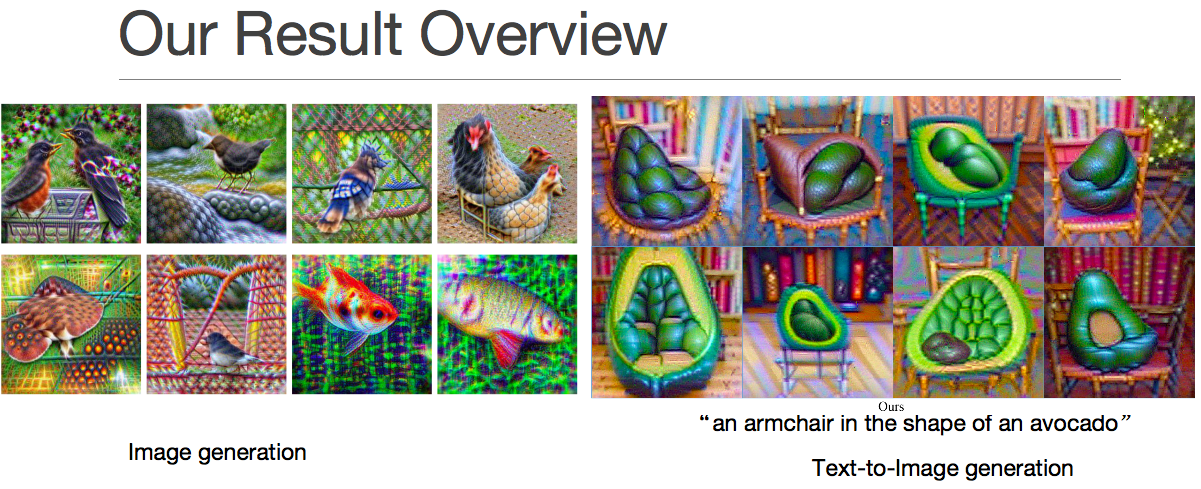 Our Result Overview
Ours
“ an armchair in the shape of an avocado”
Image generation
Text-to-Image generation